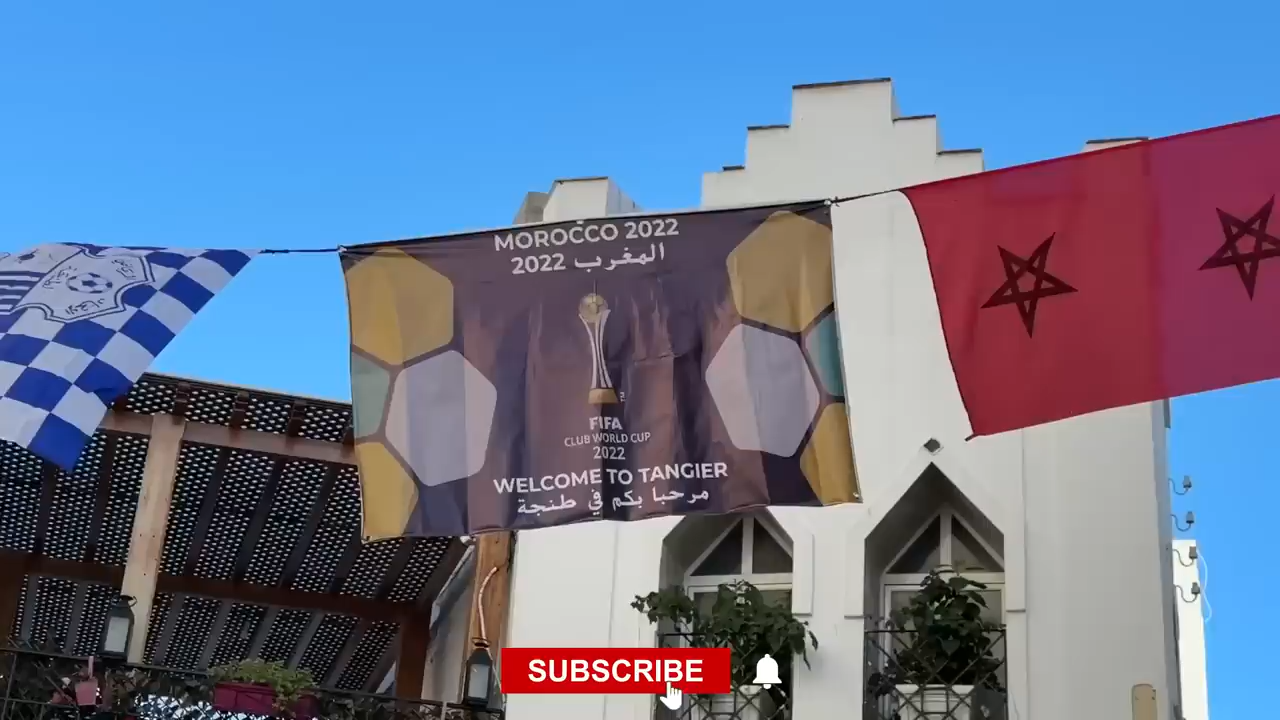 MOROCCO 2022
المغرب 2022
FIFA
CLUB WORLD CUP
2022
WELCOME TO TANGIER
مرحبا بكم في طنجة
SUBSCRIBE